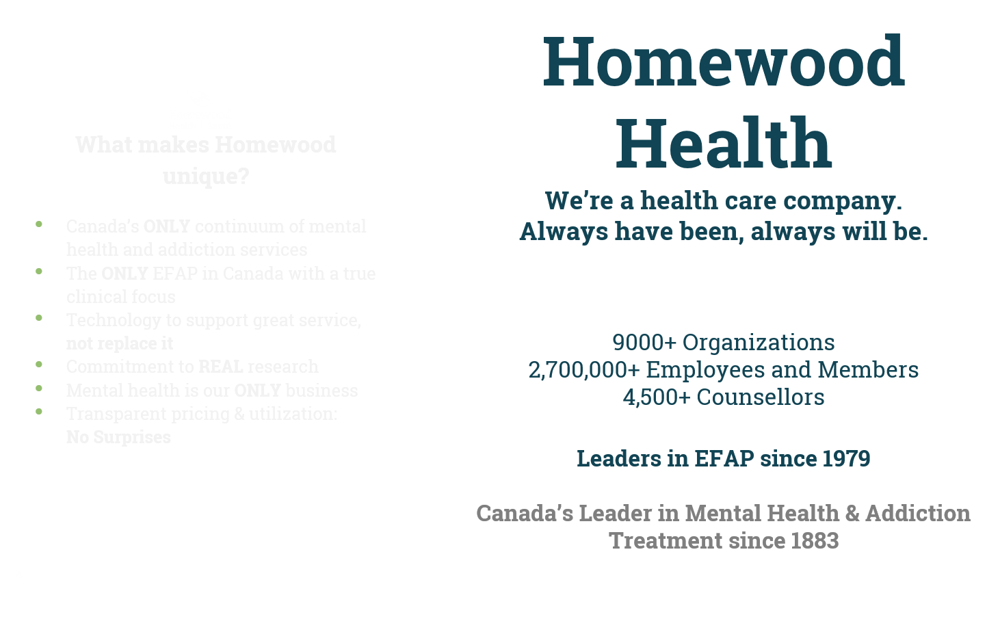 What makes Homewood
unique?
• Canada’s ONLY continuum of mental
health and addiction services
• The ONLY EFAP in Canada with a true
clinical focus
• Technology to support great service,
not replace it
• Commitment to REAL research
• Mental health is our ONLY business
• Transparent pricing & utilization:
No Surprises
Homewood
Health
We’re a health care company.
Always have been, always will be.
9000+ Organizations
2,700,000+ Employees and Members
4,500+ Counsellors
Leaders in EFAP since 1979
Canada’s Leader in Mental Health & Addiction
Treatment since 1883